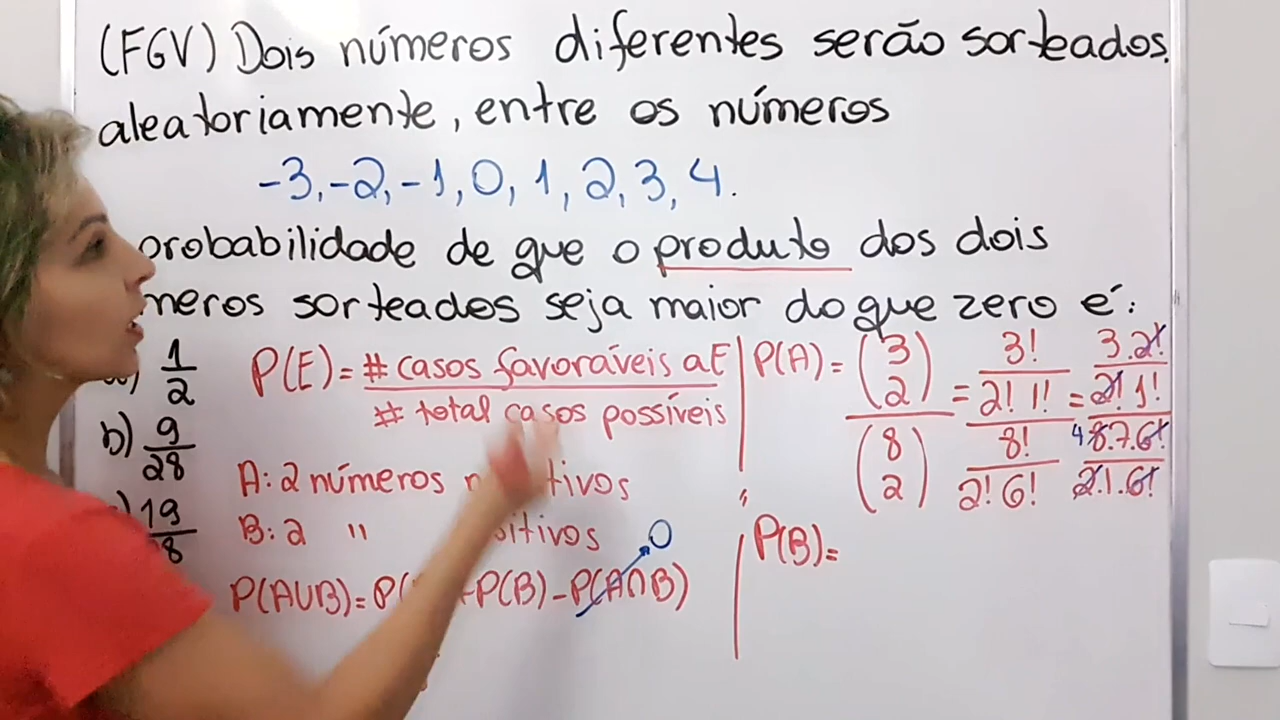 (FGV) Dois números diferentes serão sorteados,
aleatoriamente, entre os números
-3, -2, -1, 0, 1, 2, 3, 4.
probabilidade de que o produto dos dois
meros sorteados seja maior do que zero é:
a) 1/2
b) 9/28
19
P(E) = # casos favoráveis a E / # total casos possíveis
A: 2 números
B: 2 "
P(A∪B) = P( +P(B) - P(A∩B) 0
P(A) = (3 2)/(8 2) = (3!/2! 1!)/(8!/2! 6!) = (3.2!/2! 1!)/(4 8.7.6!/2.1.6!)
P(B) =